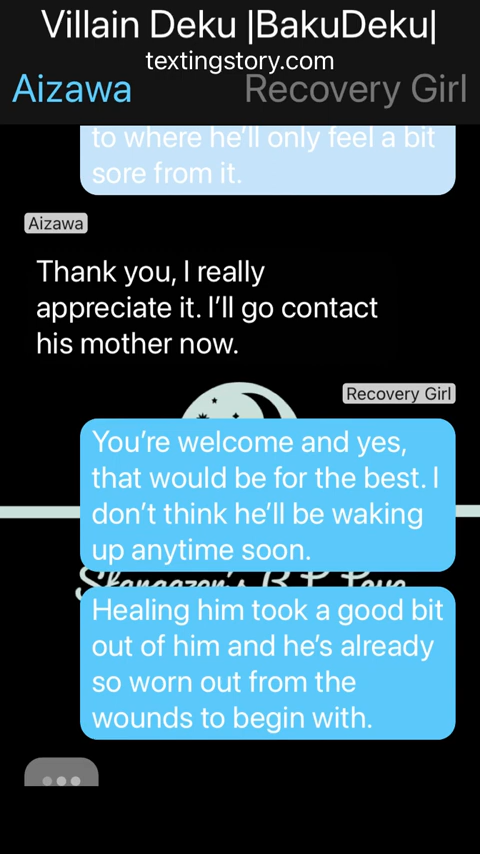 Villain Deku |BakuDeku|
textingstory.com
Aizawa
Recovery Girl
to where he'll only feel a bit
sore from it.
Aizawa
Thank you, I really
appreciate it. I'll go contact
his mother now.
Recovery Girl
You're welcome and yes,
that would be for the best. I
don't think he'll be waking
up anytime soon.
Healing him took a good bit
out of him and he's already
so worn out from the
wounds to begin with.